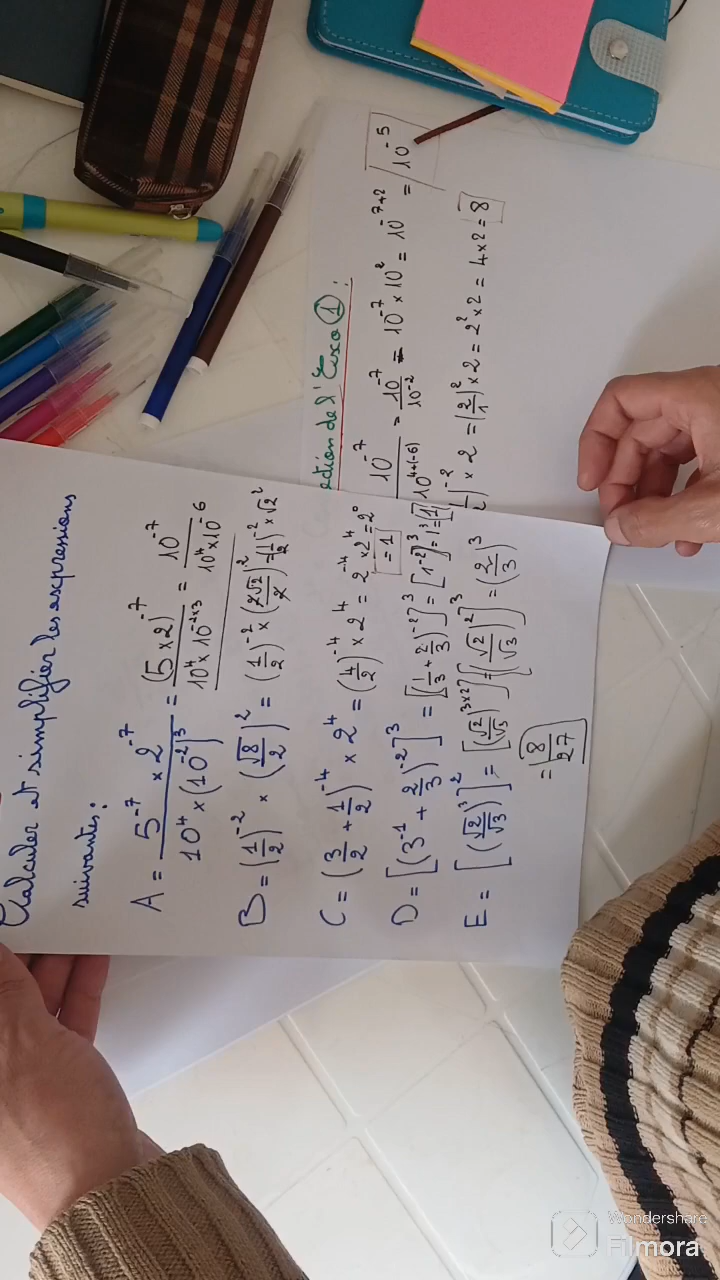 Calculer et simplifier les expressions
suivantes:
A = (5⁻⁷ × 2⁻⁷)/(10⁴ × (10⁻²)³) = (5 × 2)⁻⁷/(10⁴ × 10⁻²ˣ³) = 10⁻⁷/(10⁴ × 10⁻⁶)
B = (1/2)⁻² × (√8/2)² = (1/2)⁻² × (2√2/2)² = (1/2)⁻² × √2²
C = (3/2 + 1/2)⁻⁴ × 2⁴ = (4/2)⁻⁴ × 2⁴ = 2⁻⁴ × 2⁴ = 2⁰
= 1
D = [(3⁻¹ + 2/3)⁻²]³ = [(1/3 + 2/3)⁻²]³ = [1⁻²]³ = 1³ = 1
E = [(√2/√3)³]² = [(√2/√3)³ˣ²] = [(√2/√3)²]³ = (2/3)³
= 8/27
ection de l'Exo 1 :
10⁻⁷/10⁴⁺⁽⁻⁶⁾ = 10⁻⁷/10⁻² = 10⁻⁷ × 10² = 10⁻⁷⁺² = 10⁻⁵
)⁻² × 2 = (2/1)² × 2 = 2² × 2 = 4 × 2 = 8
Wondershare
Filmora